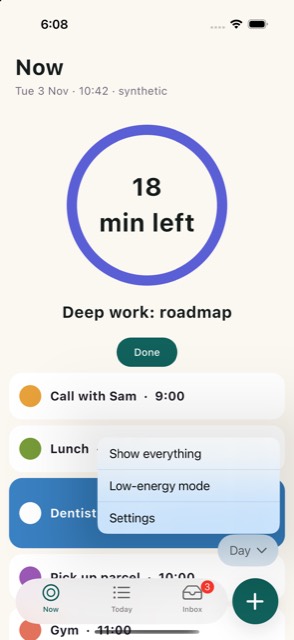 6:08
Now
Tue 3 Nov · 10:42 · synthetic
18
min left
Deep work: roadmap
Done
Call with Sam · 9:00
Lunch
Show everything
Low-energy mode
Dentist
Settings
Day
Pick up parcel · 10:00
3
Now
Today
Inbox
Gym · 11:00